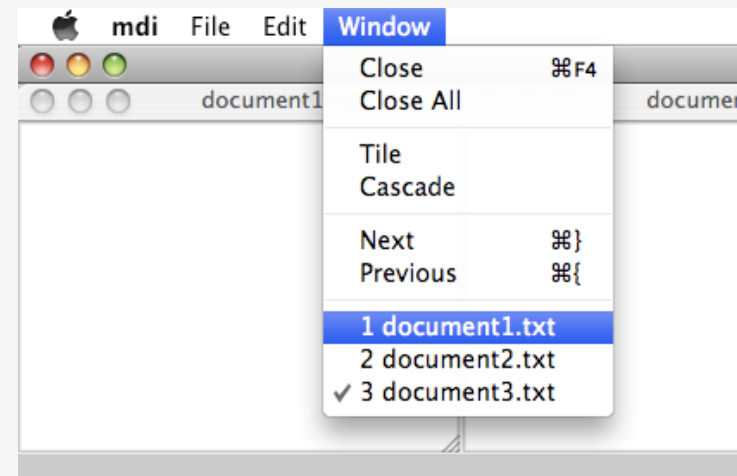 mdi File Edit Window
Close ⌘F4
document1
Close All
Tile
Cascade
Next ⌘}
Previous ⌘{
1 document1.txt
2 document2.txt
✓ 3 document3.txt